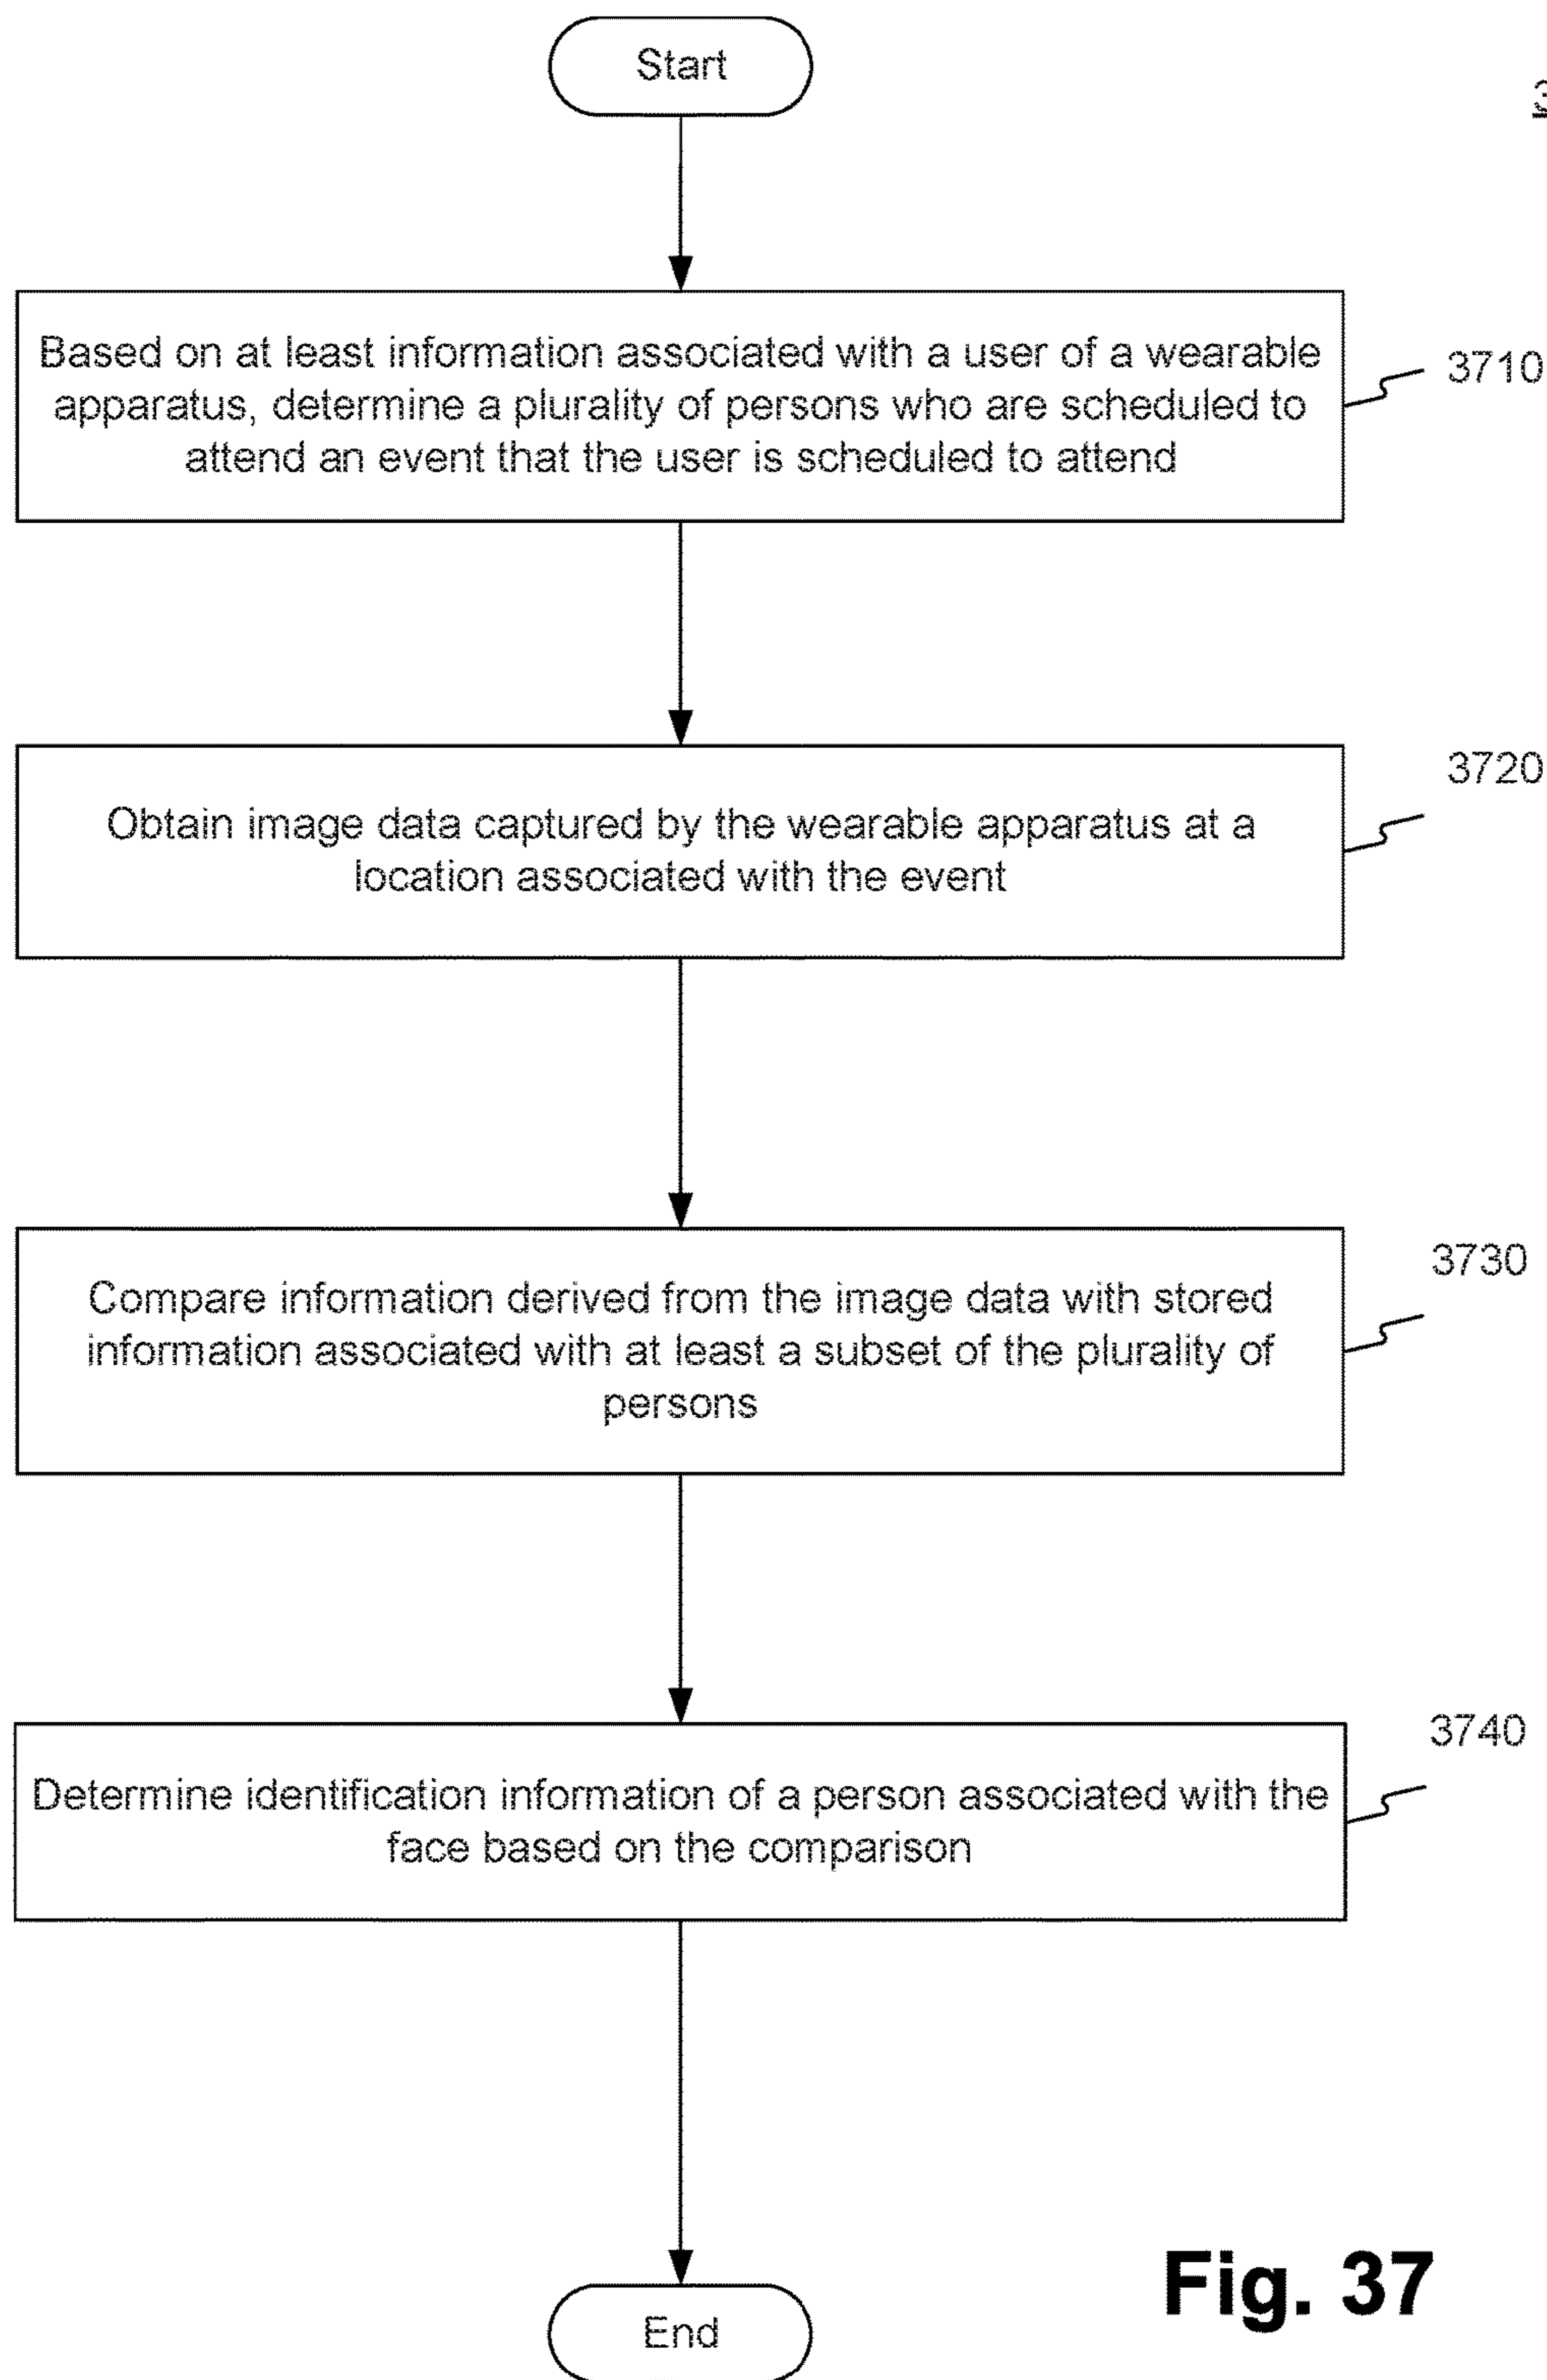 Start
Based on at least information associated with a user of a wearable
apparatus, determine a plurality of persons who are scheduled to
attend an event that the user is scheduled to attend
3710
Obtain image data captured by the wearable apparatus at a
location associated with the event
3720
Compare information derived from the image data with stored
information associated with at least a subset of the plurality of
persons
3730
Determine identification information of a person associated with the
face based on the comparison
3740
End
Fig. 37